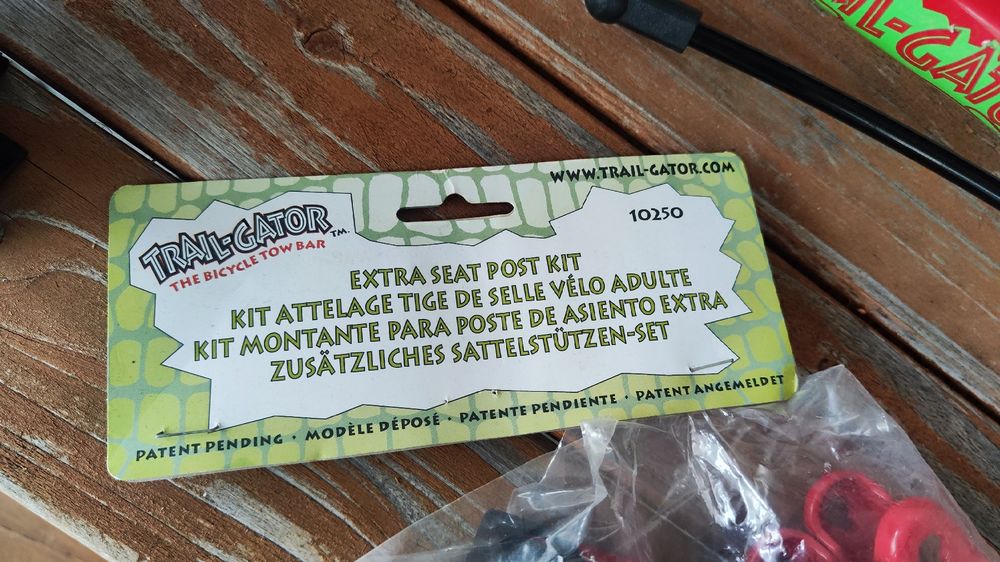 WWW.TRAIL-GATOR.COM
TRAIL-GATOR™
THE BICYCLE TOW BAR
10250
EXTRA SEAT POST KIT
KIT ATTELAGE TIGE DE SELLE VÉLO ADULTE
KIT MONTANTE PARA POSTE DE ASIENTO EXTRA
ZUSÄTZLICHES SATTELSTÜTZEN-SET
PATENT PENDING · MODÈLE DÉPOSÉ · PATENTE PENDIENTE · PATENT ANGEMELDET